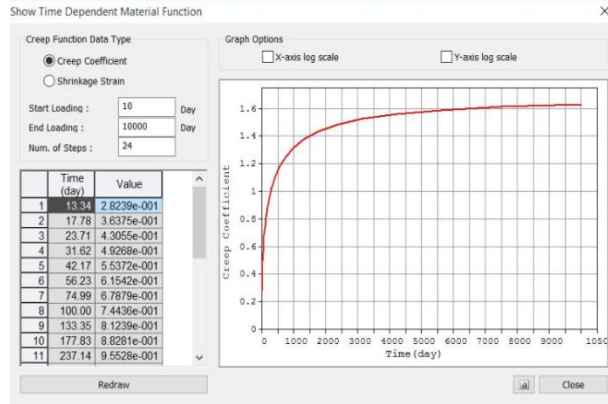 Show Time Dependent Material Function
Creep Function Data Type
Creep Coefficient
Shrinkage Strain
Start Loading : 10 Day
End Loading : 10000 Day
Num. of Steps : 24
Time (day) Value
1 13.34 2.8239e-001
2 17.78 3.6375e-001
3 23.71 4.3055e-001
4 31.62 4.9268e-001
5 42.17 5.5372e-001
6 56.23 6.1542e-001
7 74.99 6.7879e-001
8 100.00 7.4436e-001
9 133.35 8.1239e-001
10 177.83 8.8281e-001
11 237.14 9.5528e-001
Redraw
Graph Options
X-axis log scale Y-axis log scale
Creep Coefficient
1.6
1.4
1.2
1
0.8
0.6
0.4
0.2
0
0 1000 2000 3000 4000 5000 6000 7000 8000 9000 1050
Time(day)
Close